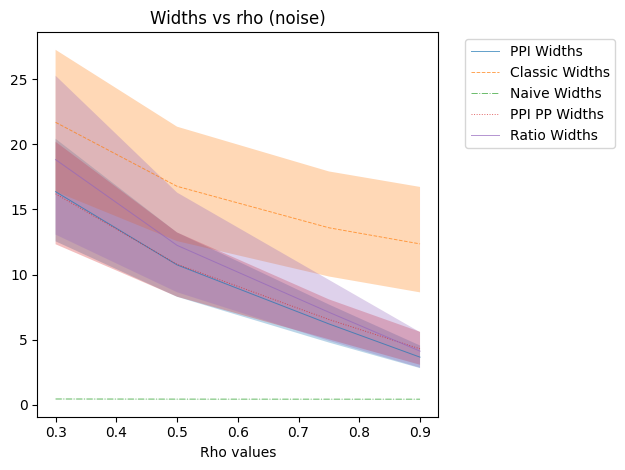 Widths vs rho (noise)
25
20
15
10
5
0
0.3 0.4 0.5 0.6 0.7 0.8 0.9
Rho values
PPI Widths
Classic Widths
Naive Widths
PPI PP Widths
Ratio Widths